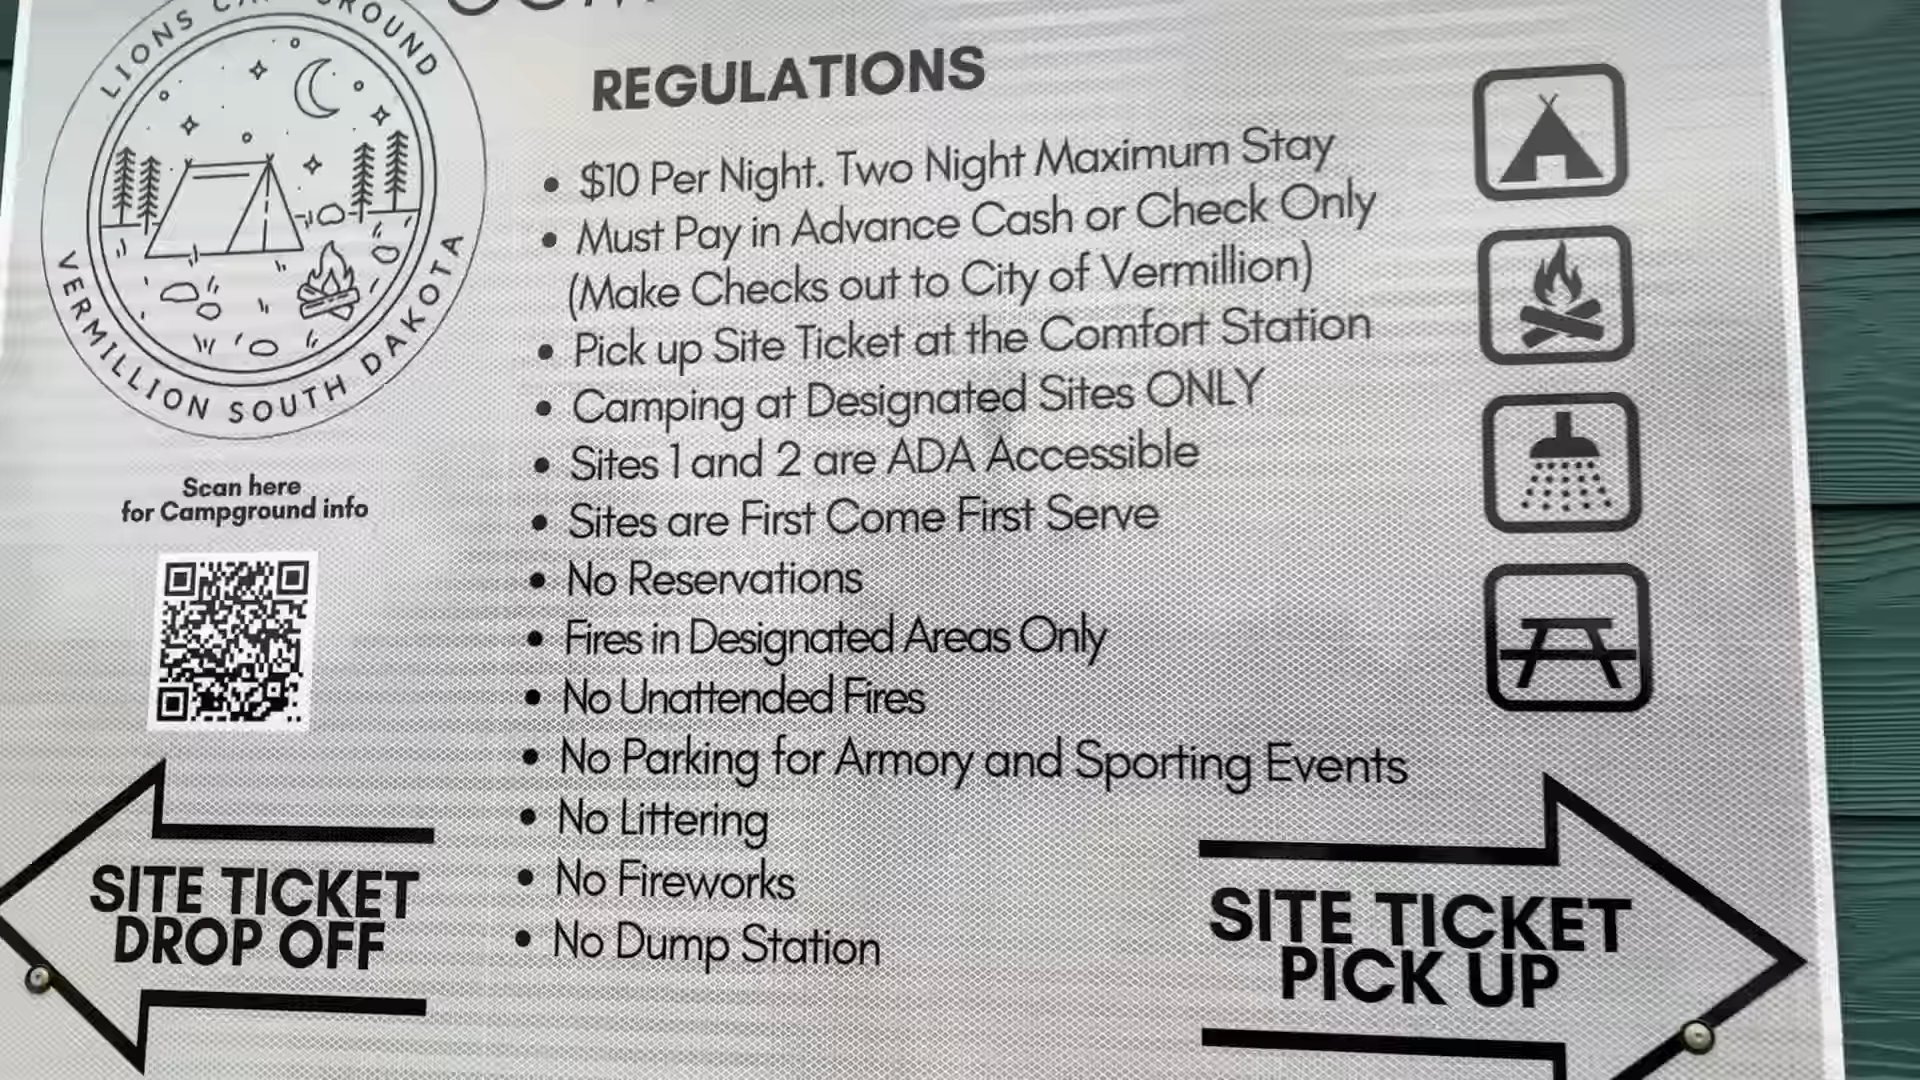 LIONS CAMPGROUND
VERMILLION SOUTH DAKOTA
Scan here
for Campground info
REGULATIONS
• $10 Per Night. Two Night Maximum Stay
• Must Pay in Advance Cash or Check Only
(Make Checks out to City of Vermillion)
• Pick up Site Ticket at the Comfort Station
• Camping at Designated Sites ONLY
• Sites 1 and 2 are ADA Accessible
• Sites are First Come First Serve
• No Reservations
• Fires in Designated Areas Only
• No Unattended Fires
• No Parking for Armory and Sporting Events
• No Littering
• No Fireworks
• No Dump Station
SITE TICKET
DROP OFF
SITE TICKET
PICK UP